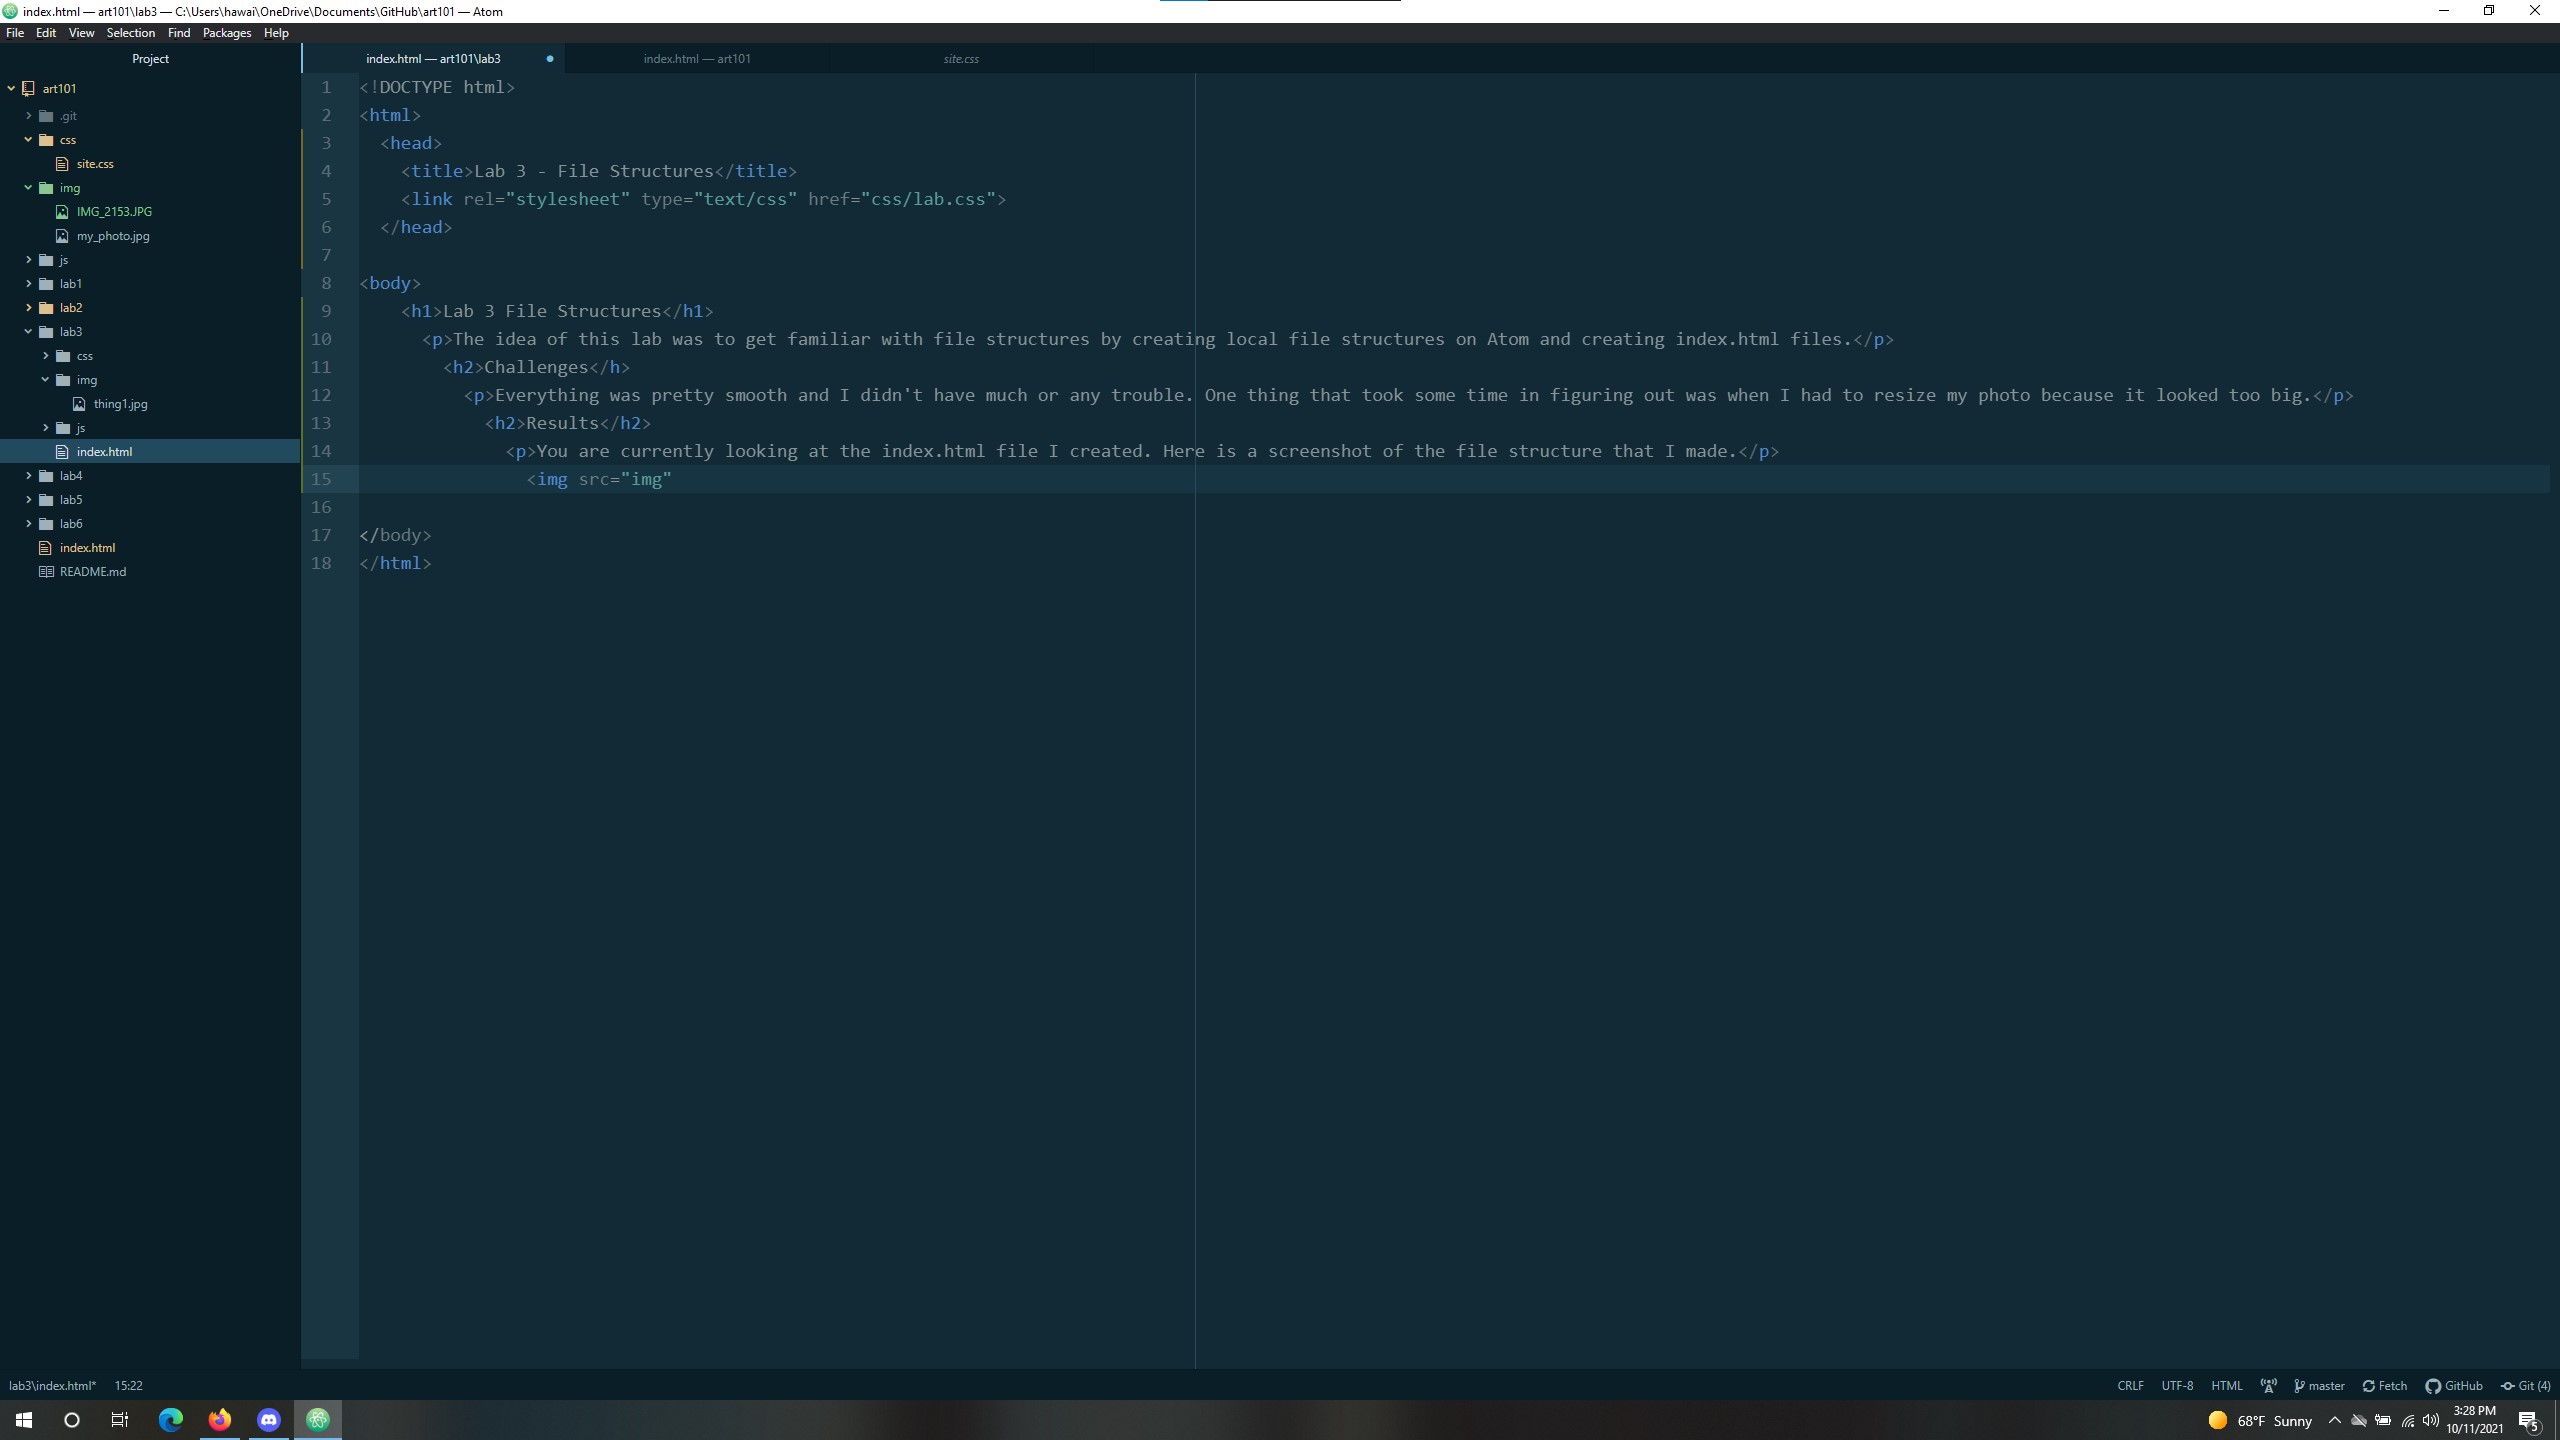 index.html — art101\lab3 — C:\Users\hawai\OneDrive\Documents\GitHub\art101 — Atom
File Edit View Selection Find Packages Help
Project
index.html — art101\lab3
index.html — art101
site.css
art101
.git
css
site.css
img
IMG_2153.JPG
my_photo.jpg
js
lab1
lab2
lab3
css
img
thing1.jpg
js
index.html
lab4
lab5
lab6
index.html
README.md
1 <!DOCTYPE html>
2 <html>
3 <head>
4 <title>Lab 3 - File Structures</title>
5 <link rel="stylesheet" type="text/css" href="css/lab.css">
6 </head>
7
8 <body>
9 <h1>Lab 3 File Structures</h1>
10 <p>The idea of this lab was to get familiar with file structures by creating local file structures on Atom and creating index.html files.</p>
11 <h2>Challenges</h>
12 <p>Everything was pretty smooth and I didn't have much or any trouble. One thing that took some time in figuring out was when I had to resize my photo because it looked too big.</p>
13 <h2>Results</h2>
14 <p>You are currently looking at the index.html file I created. Here is a screenshot of the file structure that I made.</p>
15 <img src="img"
16
17 </body>
18 </html>
lab3\index.html* 15:22
CRLF UTF-8 HTML master Fetch GitHub Git (4)
68°F Sunny
3:28 PM
10/11/2021
5